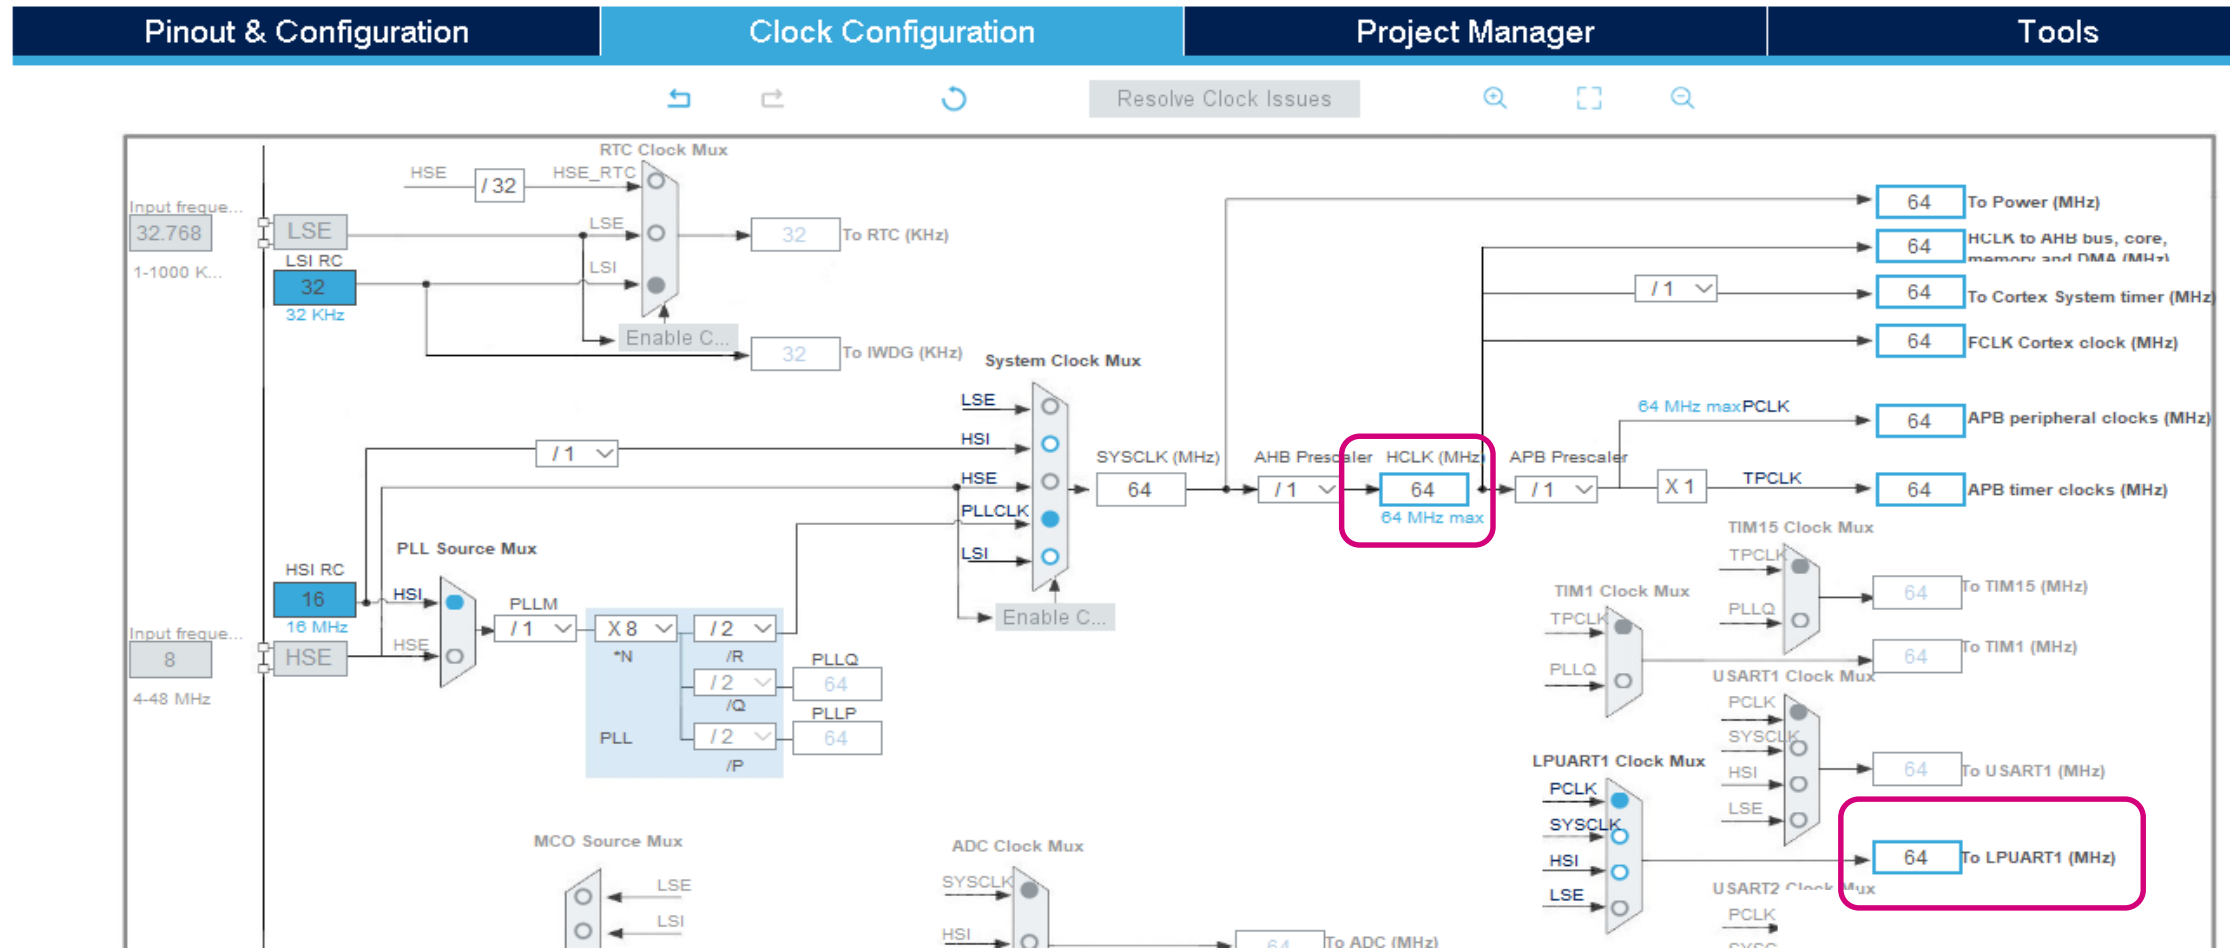 Pinout & Configuration
Clock Configuration
Project Manager
Tools
Resolve Clock Issues
RTC Clock Mux
HSE
/ 32
HSE_RTC
Input freque...
32.768
1-1000 K...
LSE
LSE
32
To RTC (KHz)
LSI RC
32
32 KHz
LSI
Enable C...
32
To IWDG (KHz)
64
To Power (MHz)
64
HCLK to AHB bus, core,
memory and DMA (MHz)
/ 1
64
To Cortex System timer (MHz)
64
FCLK Cortex clock (MHz)
System Clock Mux
LSE
HSI
HSE
PLLCLK
LSI
/ 1
Enable C...
SYSCLK (MHz)
64
AHB Prescaler
/ 1
HCLK (MHz)
64
64 MHz max
APB Prescaler
/ 1
64 MHz max
PCLK
64
APB peripheral clocks (MHz)
X 1
TPCLK
64
APB timer clocks (MHz)
PLL Source Mux
HSI RC
16
16 MHz
HSI
Input freque...
8
4-48 MHz
HSE
HSE
PLLM
/ 1
X 8
*N
/ 2
/R
/ 2
/Q
/ 2
/P
PLL
PLLQ
64
PLLP
64
TIM15 Clock Mux
TPCLK
PLLQ
64
To TIM15 (MHz)
TIM1 Clock Mux
TPCLK
PLLQ
64
To TIM1 (MHz)
USART1 Clock Mux
PCLK
SYSCLK
HSI
LSE
64
To USART1 (MHz)
LPUART1 Clock Mux
PCLK
SYSCLK
HSI
LSE
64
To LPUART1 (MHz)
USART2 Clock Mux
PCLK
SYSC
MCO Source Mux
LSE
LSI
ADC Clock Mux
SYSCLK
HSI
64
To ADC (MHz)